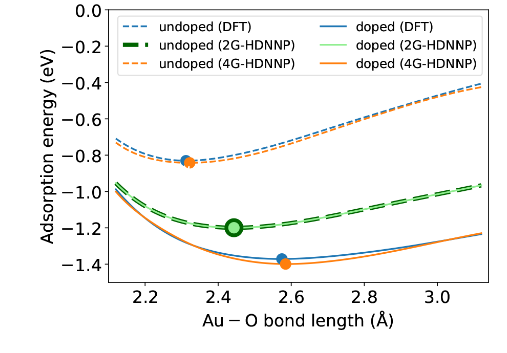 0.0
−0.2
−0.4
−0.6
−0.8
−1.0
−1.2
−1.4
Adsorption energy (eV)
undoped (DFT)
undoped (2G-HDNNP)
undoped (4G-HDNNP)
doped (DFT)
doped (2G-HDNNP)
doped (4G-HDNNP)
2.2 2.4 2.6 2.8 3.0
Au − O bond length (Å)